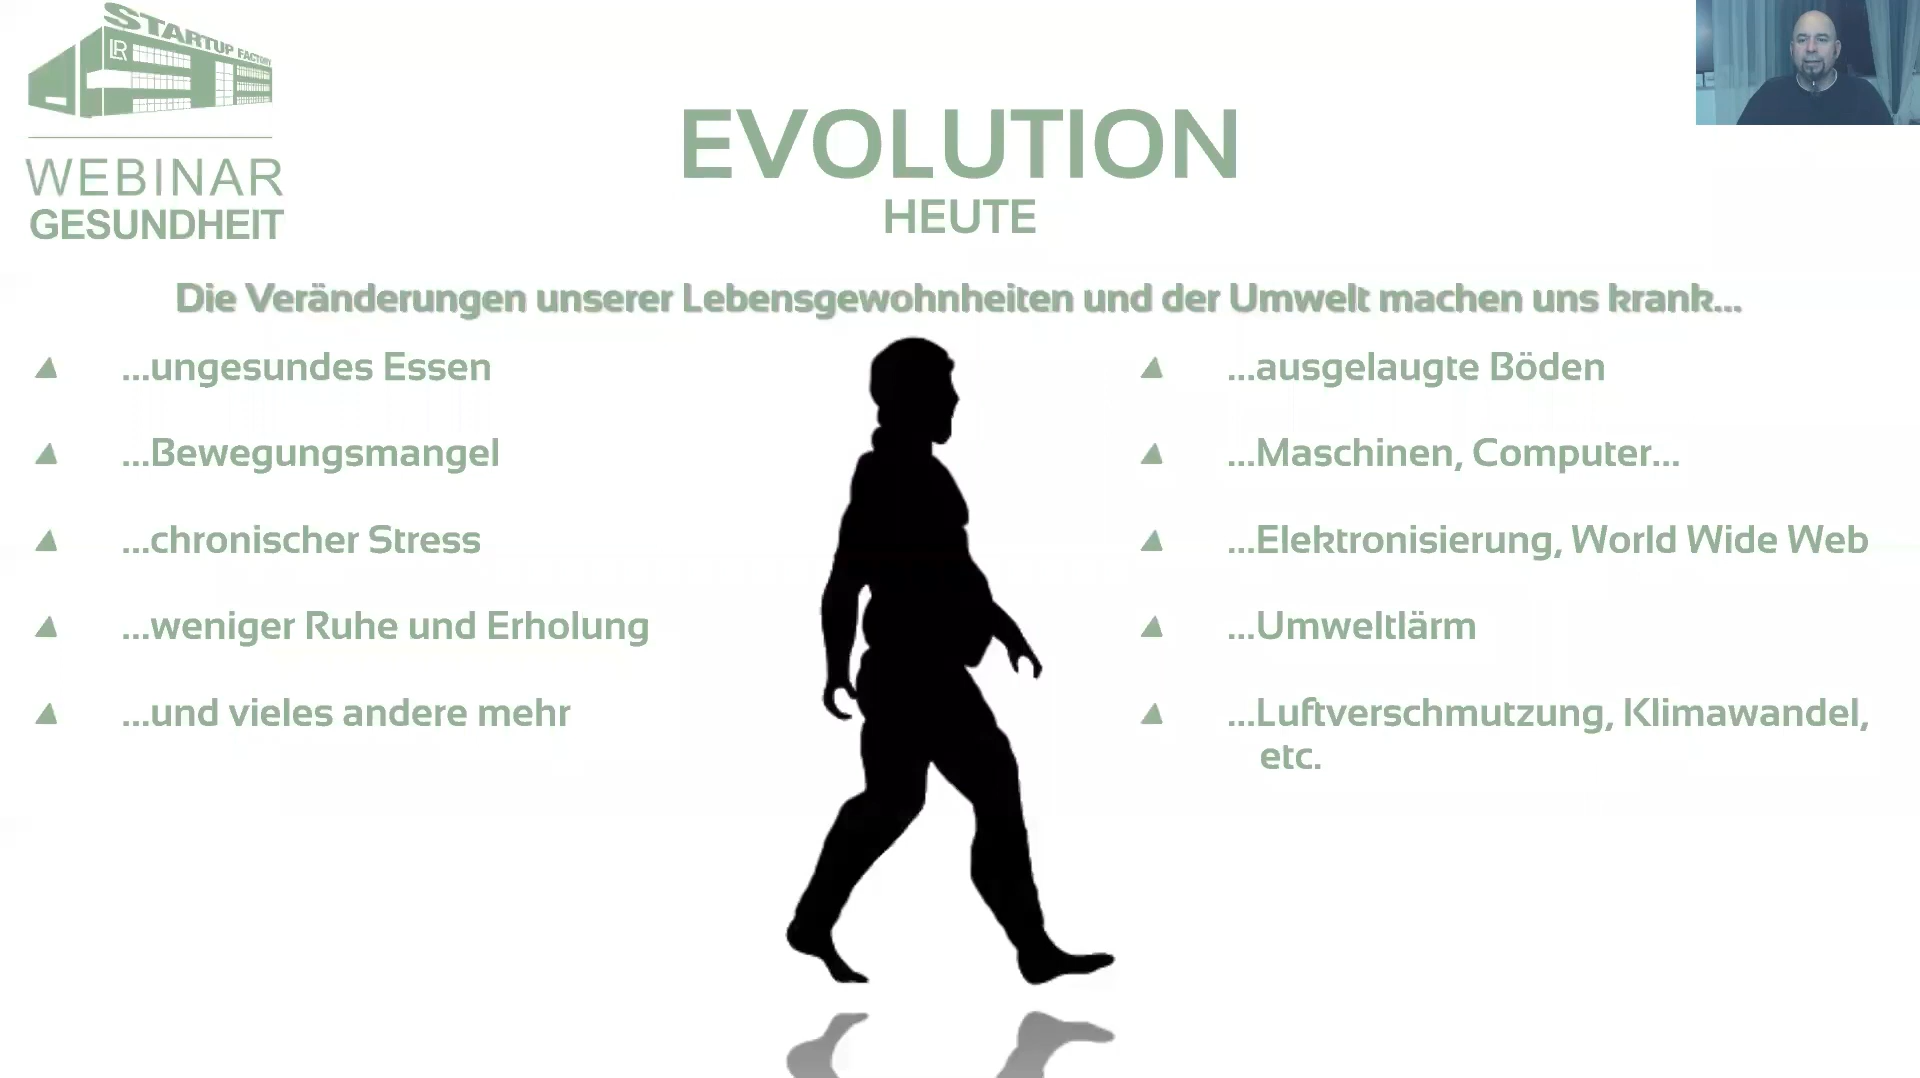 STARTUP FACTORY
LR
WEBINAR
GESUNDHEIT
EVOLUTION
HEUTE
Die Veränderungen unserer Lebensgewohnheiten und der Umwelt machen uns krank...
...ungesundes Essen
...Bewegungsmangel
...chronischer Stress
...weniger Ruhe und Erholung
...und vieles andere mehr
...ausgelaugte Böden
...Maschinen, Computer...
...Elektronisierung, World Wide Web
...Umweltlärm
...Luftverschmutzung, Klimawandel,
etc.